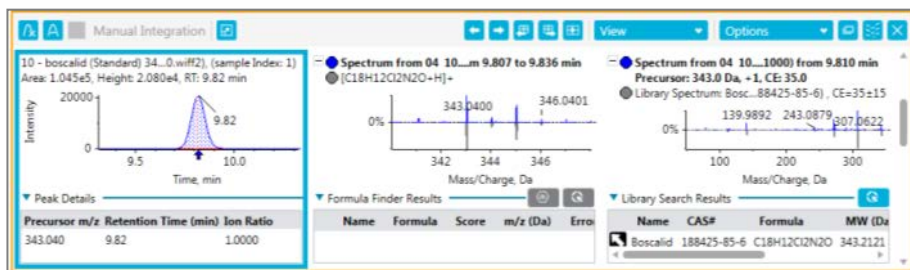 Manual Integration
View
Options
10 - boscalid (Standard) 34...0.wiff2), (sample Index: 1)
Area: 1.045e5, Height: 2.080e4, RT: 9.82 min
Intensity
20000
0
9.82
9.5
10.0
Time, min
Peak Details
Precursor m/z Retention Time (min) Ion Ratio
343.040 9.82 1.0000
Spectrum from 04 10....m 9.807 to 9.836 min
[C18H12Cl2N2O+H]+
343.0400
346.0401
0%
342 344 346
Mass/Charge, Da
Formula Finder Results
Name Formula Score m/z (Da) Erro
Spectrum from 04 10....1000) from 9.810 min
Precursor: 343.0 Da, +1, CE: 35.0
Library Spectrum: Bosc...88425-85-6) , CE=35±15
139.9892 243.0879 307.0622
0%
100 200 300
Mass/Charge, Da
Library Search Results
Name CAS# Formula MW (Da
Boscalid 188425-85-6 C18H12Cl2N2O 343.2121